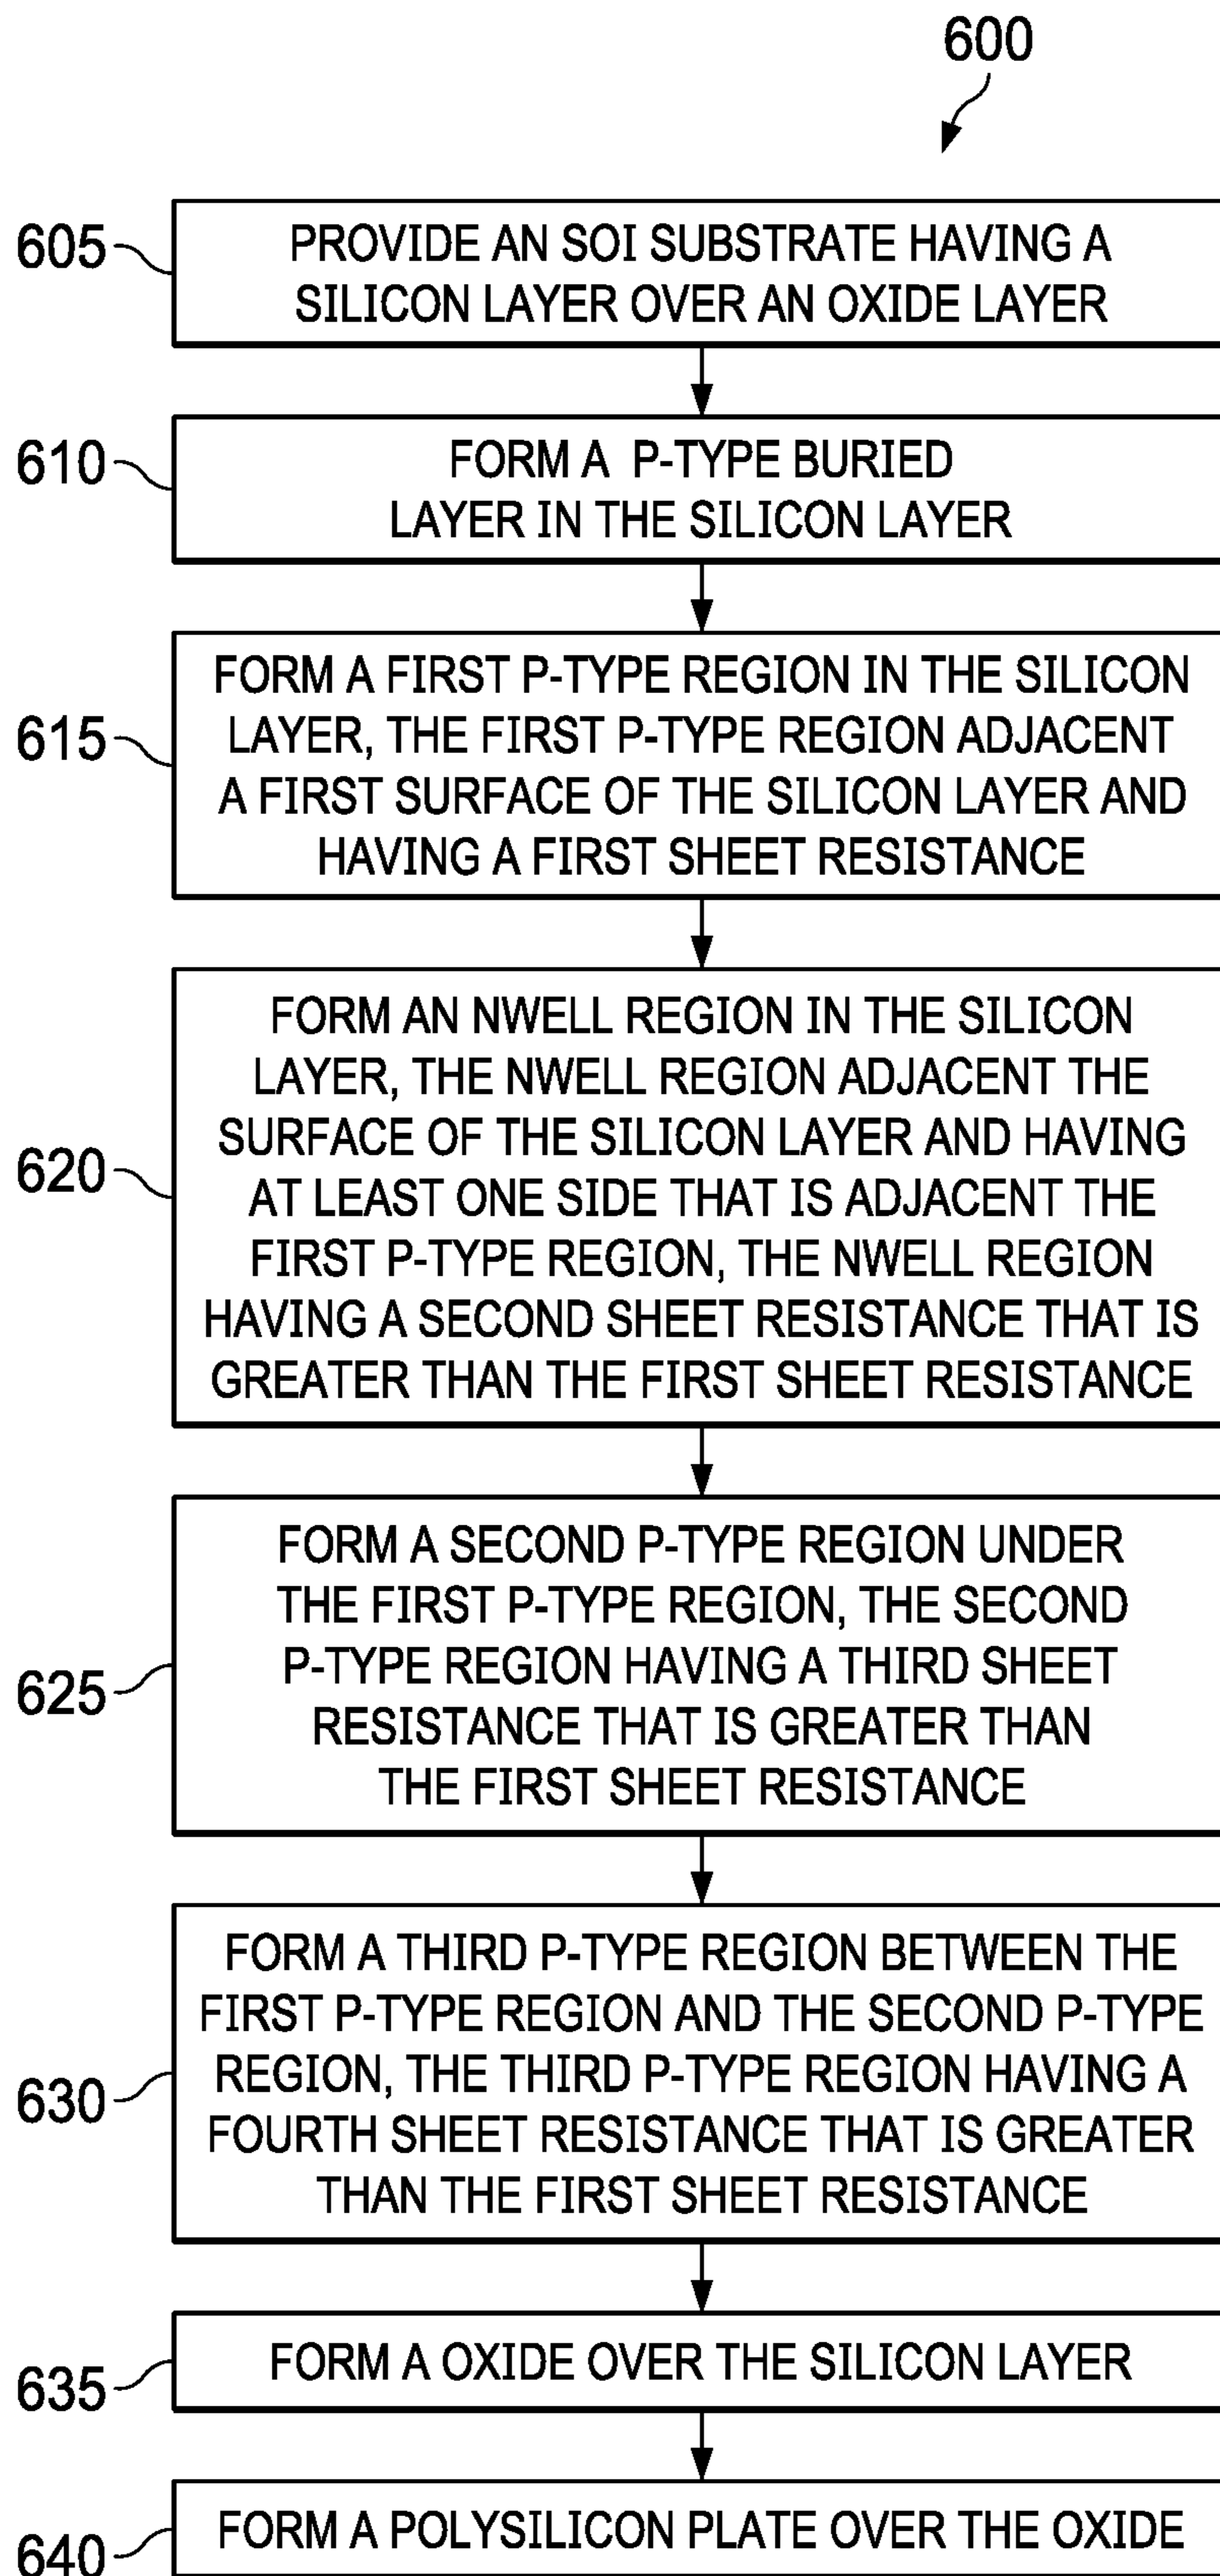 600
605
PROVIDE AN SOI SUBSTRATE HAVING A
SILICON LAYER OVER AN OXIDE LAYER
610
FORM A P-TYPE BURIED
LAYER IN THE SILICON LAYER
615
FORM A FIRST P-TYPE REGION IN THE SILICON
LAYER, THE FIRST P-TYPE REGION ADJACENT
A FIRST SURFACE OF THE SILICON LAYER AND
HAVING A FIRST SHEET RESISTANCE
620
FORM AN NWELL REGION IN THE SILICON
LAYER, THE NWELL REGION ADJACENT THE
SURFACE OF THE SILICON LAYER AND HAVING
AT LEAST ONE SIDE THAT IS ADJACENT THE
FIRST P-TYPE REGION, THE NWELL REGION
HAVING A SECOND SHEET RESISTANCE THAT IS
GREATER THAN THE FIRST SHEET RESISTANCE
625
FORM A SECOND P-TYPE REGION UNDER
THE FIRST P-TYPE REGION, THE SECOND
P-TYPE REGION HAVING A THIRD SHEET
RESISTANCE THAT IS GREATER THAN
THE FIRST SHEET RESISTANCE
630
FORM A THIRD P-TYPE REGION BETWEEN THE
FIRST P-TYPE REGION AND THE SECOND P-TYPE
REGION, THE THIRD P-TYPE REGION HAVING A
FOURTH SHEET RESISTANCE THAT IS GREATER
THAN THE FIRST SHEET RESISTANCE
635
FORM A OXIDE OVER THE SILICON LAYER
640
FORM A POLYSILICON PLATE OVER THE OXIDE